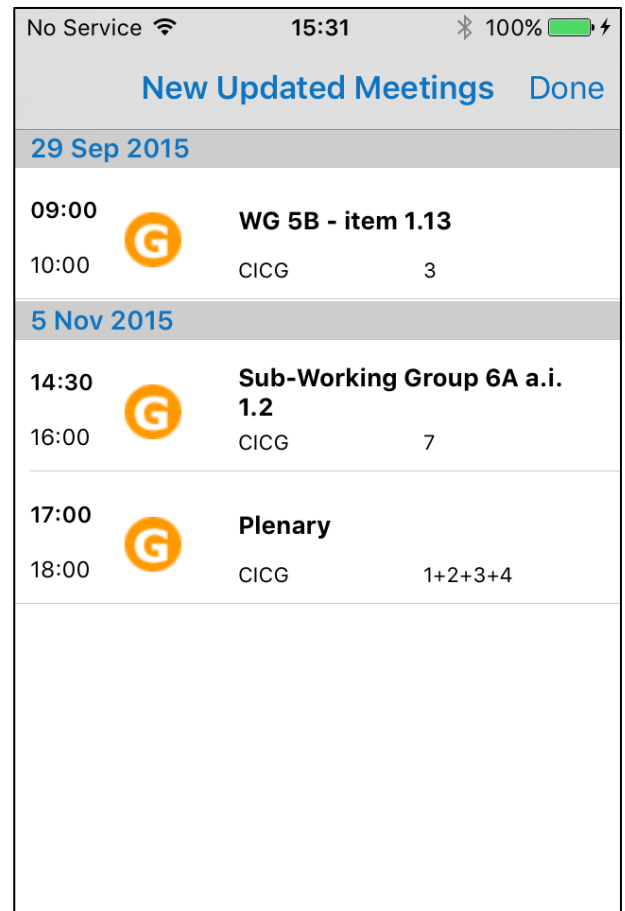 No Service 15:31 100%
New Updated Meetings Done
29 Sep 2015
09:00 G WG 5B - item 1.13
10:00 CICG 3
5 Nov 2015
14:30 G Sub-Working Group 6A a.i.
1.2
16:00 CICG 7
17:00 G Plenary
18:00 CICG 1+2+3+4